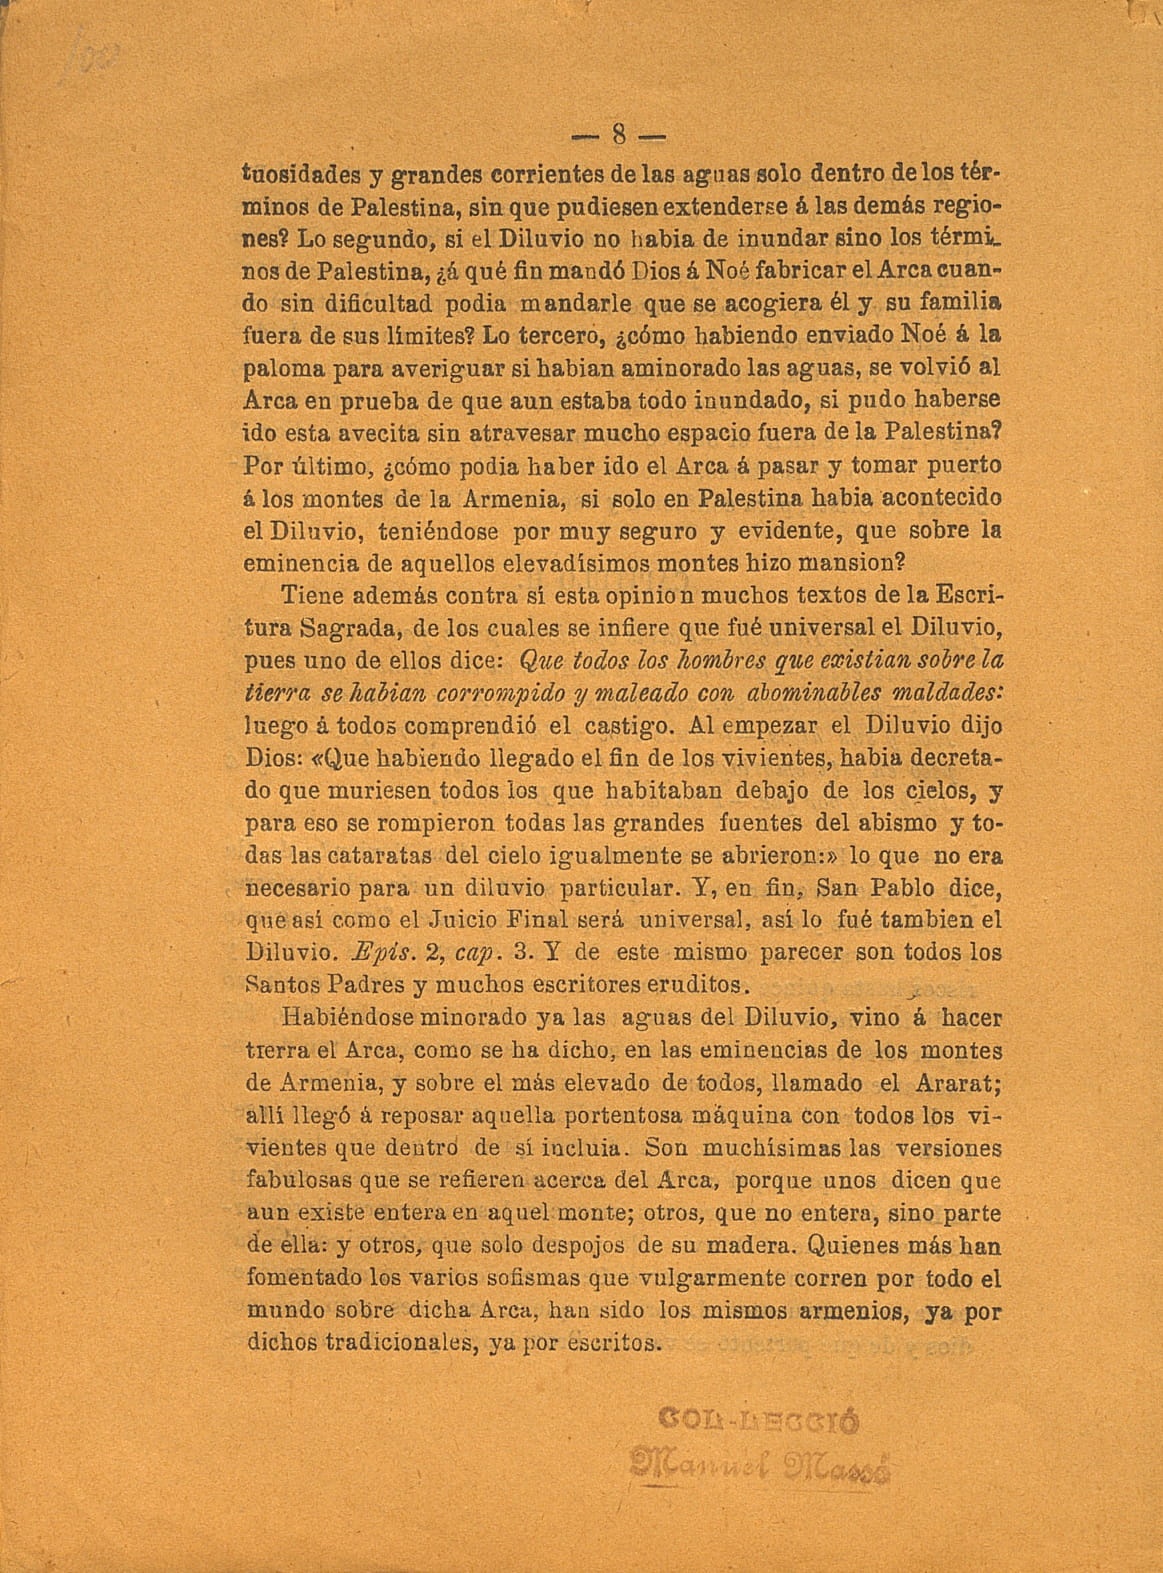 — 8 —
tuosidades y grandes corrientes de las aguas solo dentro de los tér-
minos de Palestina, sin que pudiesen extenderse á las demás regio-
nes? Lo segundo, si el Diluvio no habia de inundar sino los térmi-
nos de Palestina, ¿á qué fin mandó Dios á Noé fabricar el Arca cuan-
do sin dificultad podia mandarle que se acogiera él y su familia
fuera de sus límites? Lo tercero, ¿cómo habiendo enviado Noé á la
paloma para averiguar si habian aminorado las aguas, se volvió al
Arca en prueba de que aun estaba todo inundado, si pudo haberse
ido esta avecita sin atravesar mucho espacio fuera de la Palestina?
Por último, ¿cómo podia haber ido el Arca á pasar y tomar puerto
á los montes de la Armenia, si solo en Palestina habia acontecido
el Diluvio, teniéndose por muy seguro y evidente, que sobre la
eminencia de aquellos elevadísimos montes hizo mansion?
Tiene además contra sí esta opinion muchos textos de la Escri-
tura Sagrada, de los cuales se infiere que fué universal el Diluvio,
pues uno de ellos dice: Que todos los hombres que existian sobre la
tierra se habian corrompido y maleado con abominables maldades:
luego á todos comprendió el castigo. Al empezar el Diluvio dijo
Dios: «Que habiendo llegado el fin de los vivientes, habia decreta-
do que muriesen todos los que habitaban debajo de los cielos, y
para eso se rompieron todas las grandes fuentes del abismo y to-
das las cataratas del cielo igualmente se abrieron:» lo que no era
necesario para un diluvio particular. Y, en fin, San Pablo dice,
que así como el Juicio Final será universal, así lo fué tambien el
Diluvio. Epís. 2, cap. 3. Y de este mismo parecer son todos los
Santos Padres y muchos escritores eruditos.
Habiéndose minorado ya las aguas del Diluvio, vino á hacer
tierra el Arca, como se ha dicho, en las eminencias de los montes
de Armenia, y sobre el más elevado de todos, llamado el Ararat;
allí llegó á reposar aquella portentosa máquina con todos los vi-
vientes que dentro de sí incluia. Son muchísimas las versiones
fabulosas que se refieren acerca del Arca, porque unos dicen que
aun existe entera en aquel monte; otros, que no entera, sino parte
de ella: y otros, que solo despojos de su madera. Quienes más han
fomentado los varios sofismas que vulgarmente corren por todo el
mundo sobre dicha Arca, han sido los mismos armenios, ya por
dichos tradicionales, ya por escritos.
COL-LECCIÓ
Manuel Massó